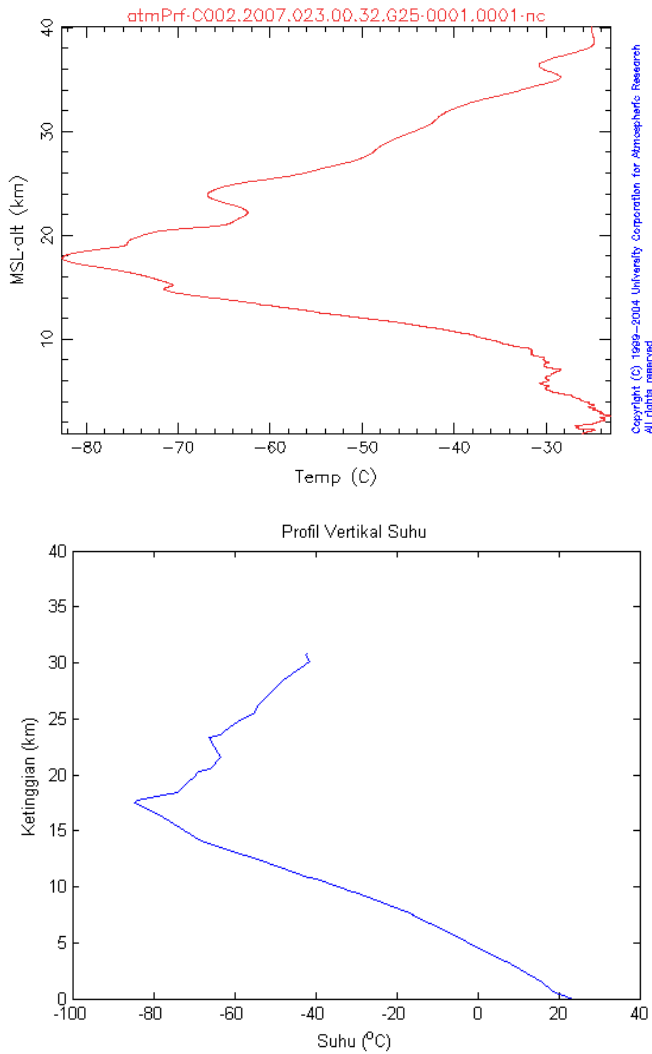 atmPrf-C002.2007.023.00.32.G25-0001.0001-nc
40
30
20
10
MSL-alt (km)
−80 −70 −60 −50 −40 −30
Temp (C)
Copyright (C) 1999−2004 University Corporation for Atmospheric Research
All rights reserved
Profil Vertikal Suhu
40
35
30
25
20
15
10
5
0
Ketinggian (km)
-100 -80 -60 -40 -20 0 20 40
Suhu (°C)